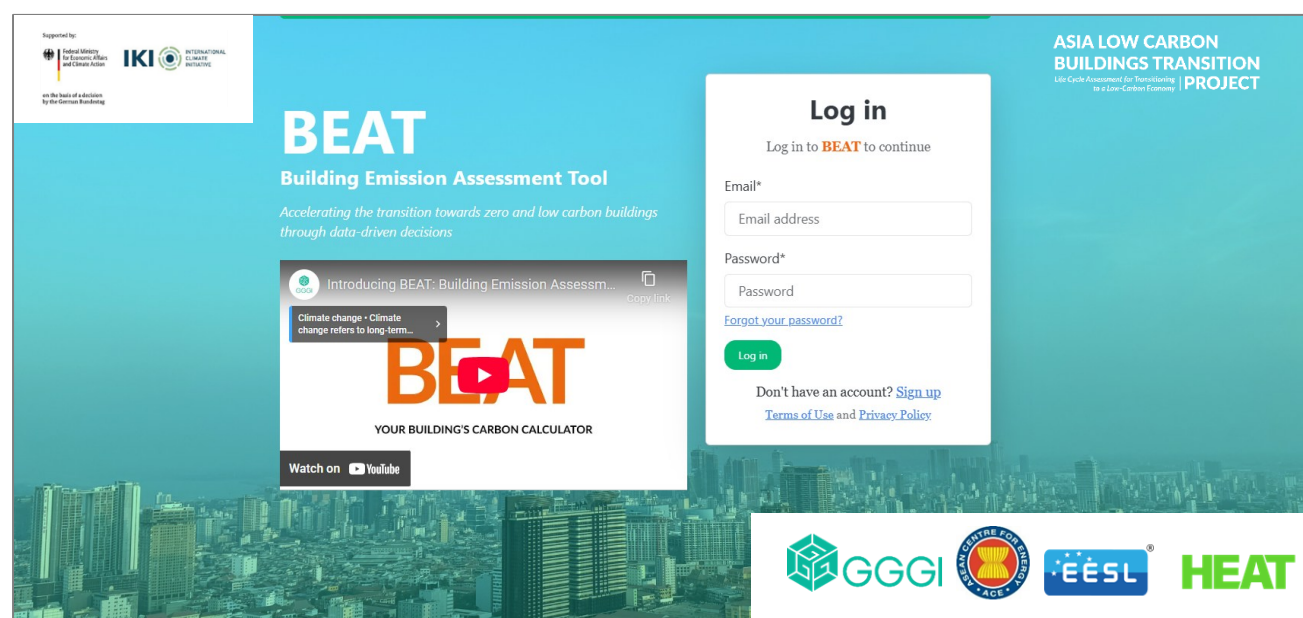 Supported by:
Federal Ministry
for Economic Affairs
and Climate Action
IKI
INTERNATIONAL
CLIMATE
INITIATIVE
on the basis of a decision
by the German Bundestag
ASIA LOW CARBON
BUILDINGS TRANSITION
Life Cycle Assessment for Transitioning
to a Low-Carbon Economy | PROJECT
BEAT
Building Emission Assessment Tool
Accelerating the transition towards zero and low carbon buildings
through data-driven decisions
GGGI
Introducing BEAT: Building Emission Assessm...
Copy link
Climate change • Climate
change refers to long-term...
BEAT
YOUR BUILDING'S CARBON CALCULATOR
Watch on YouTube
Log in
Log in to BEAT to continue
Email*
Email address
Password*
Password
Forgot your password?
Log in
Don't have an account? Sign up
Terms of Use and Privacy Policy
GGGI
ASEAN CENTRE FOR ENERGY
• ACE •
EESL®
HEAT